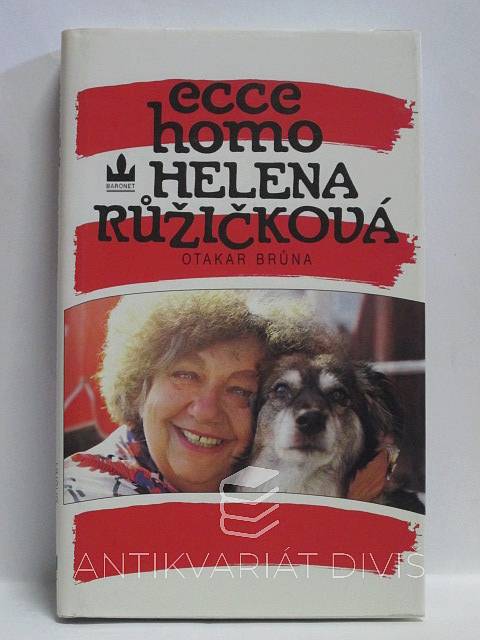 ecce
homo
BARONET
HELENA
RŮŽIČKOVÁ
OTAKAR BRŮNA
ANTIKVARIÁT DIVIŠ